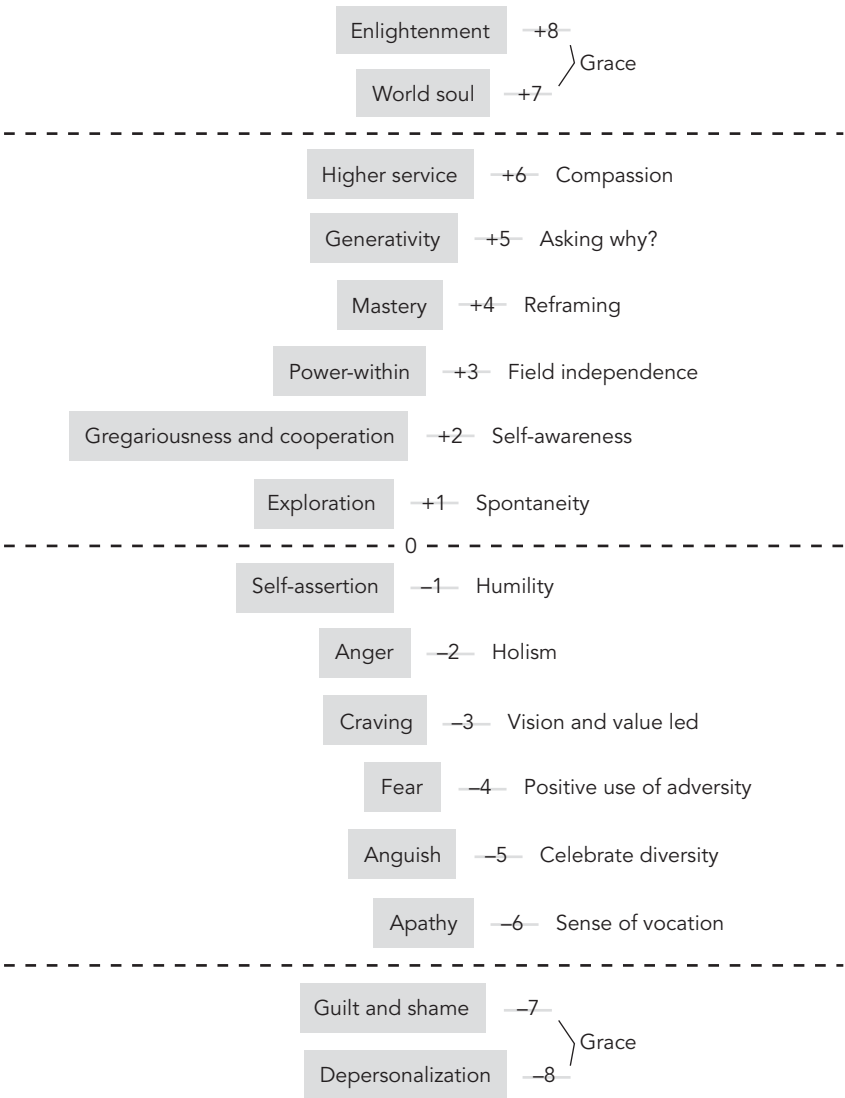 Enlightenment +8
Grace
World soul +7
Higher service +6 Compassion
Generativity +5 Asking why?
Mastery +4 Reframing
Power-within +3 Field independence
Gregariousness and cooperation +2 Self-awareness
Exploration +1 Spontaneity
0
Self-assertion –1 Humility
Anger –2 Holism
Craving –3 Vision and value led
Fear –4 Positive use of adversity
Anguish –5 Celebrate diversity
Apathy –6 Sense of vocation
Guilt and shame –7
Grace
Depersonalization –8